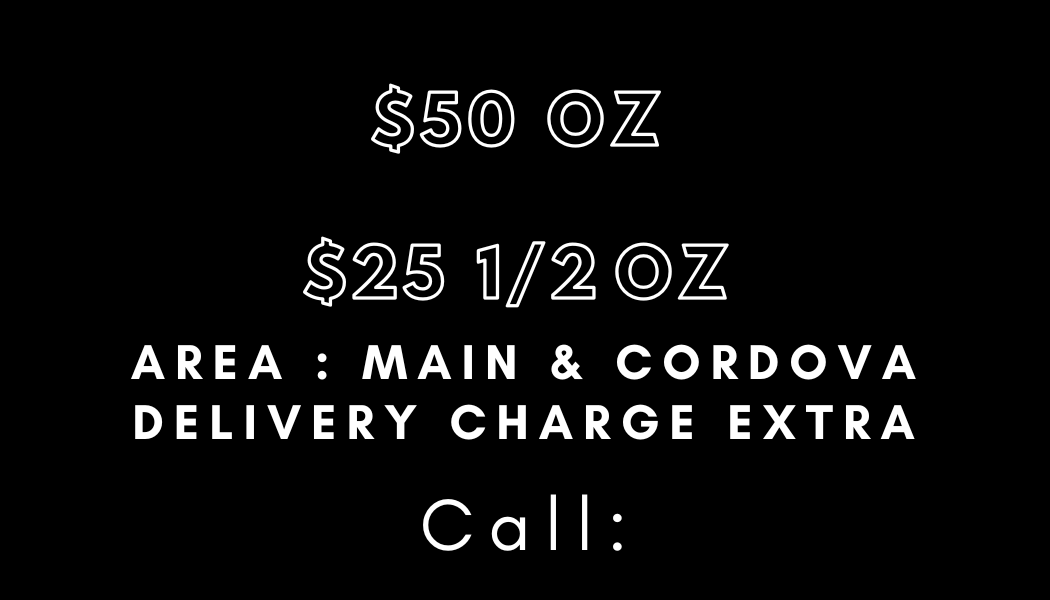 $50 OZ
$25 1/2 OZ
AREA : MAIN & CORDOVA
DELIVERY CHARGE EXTRA
Call: